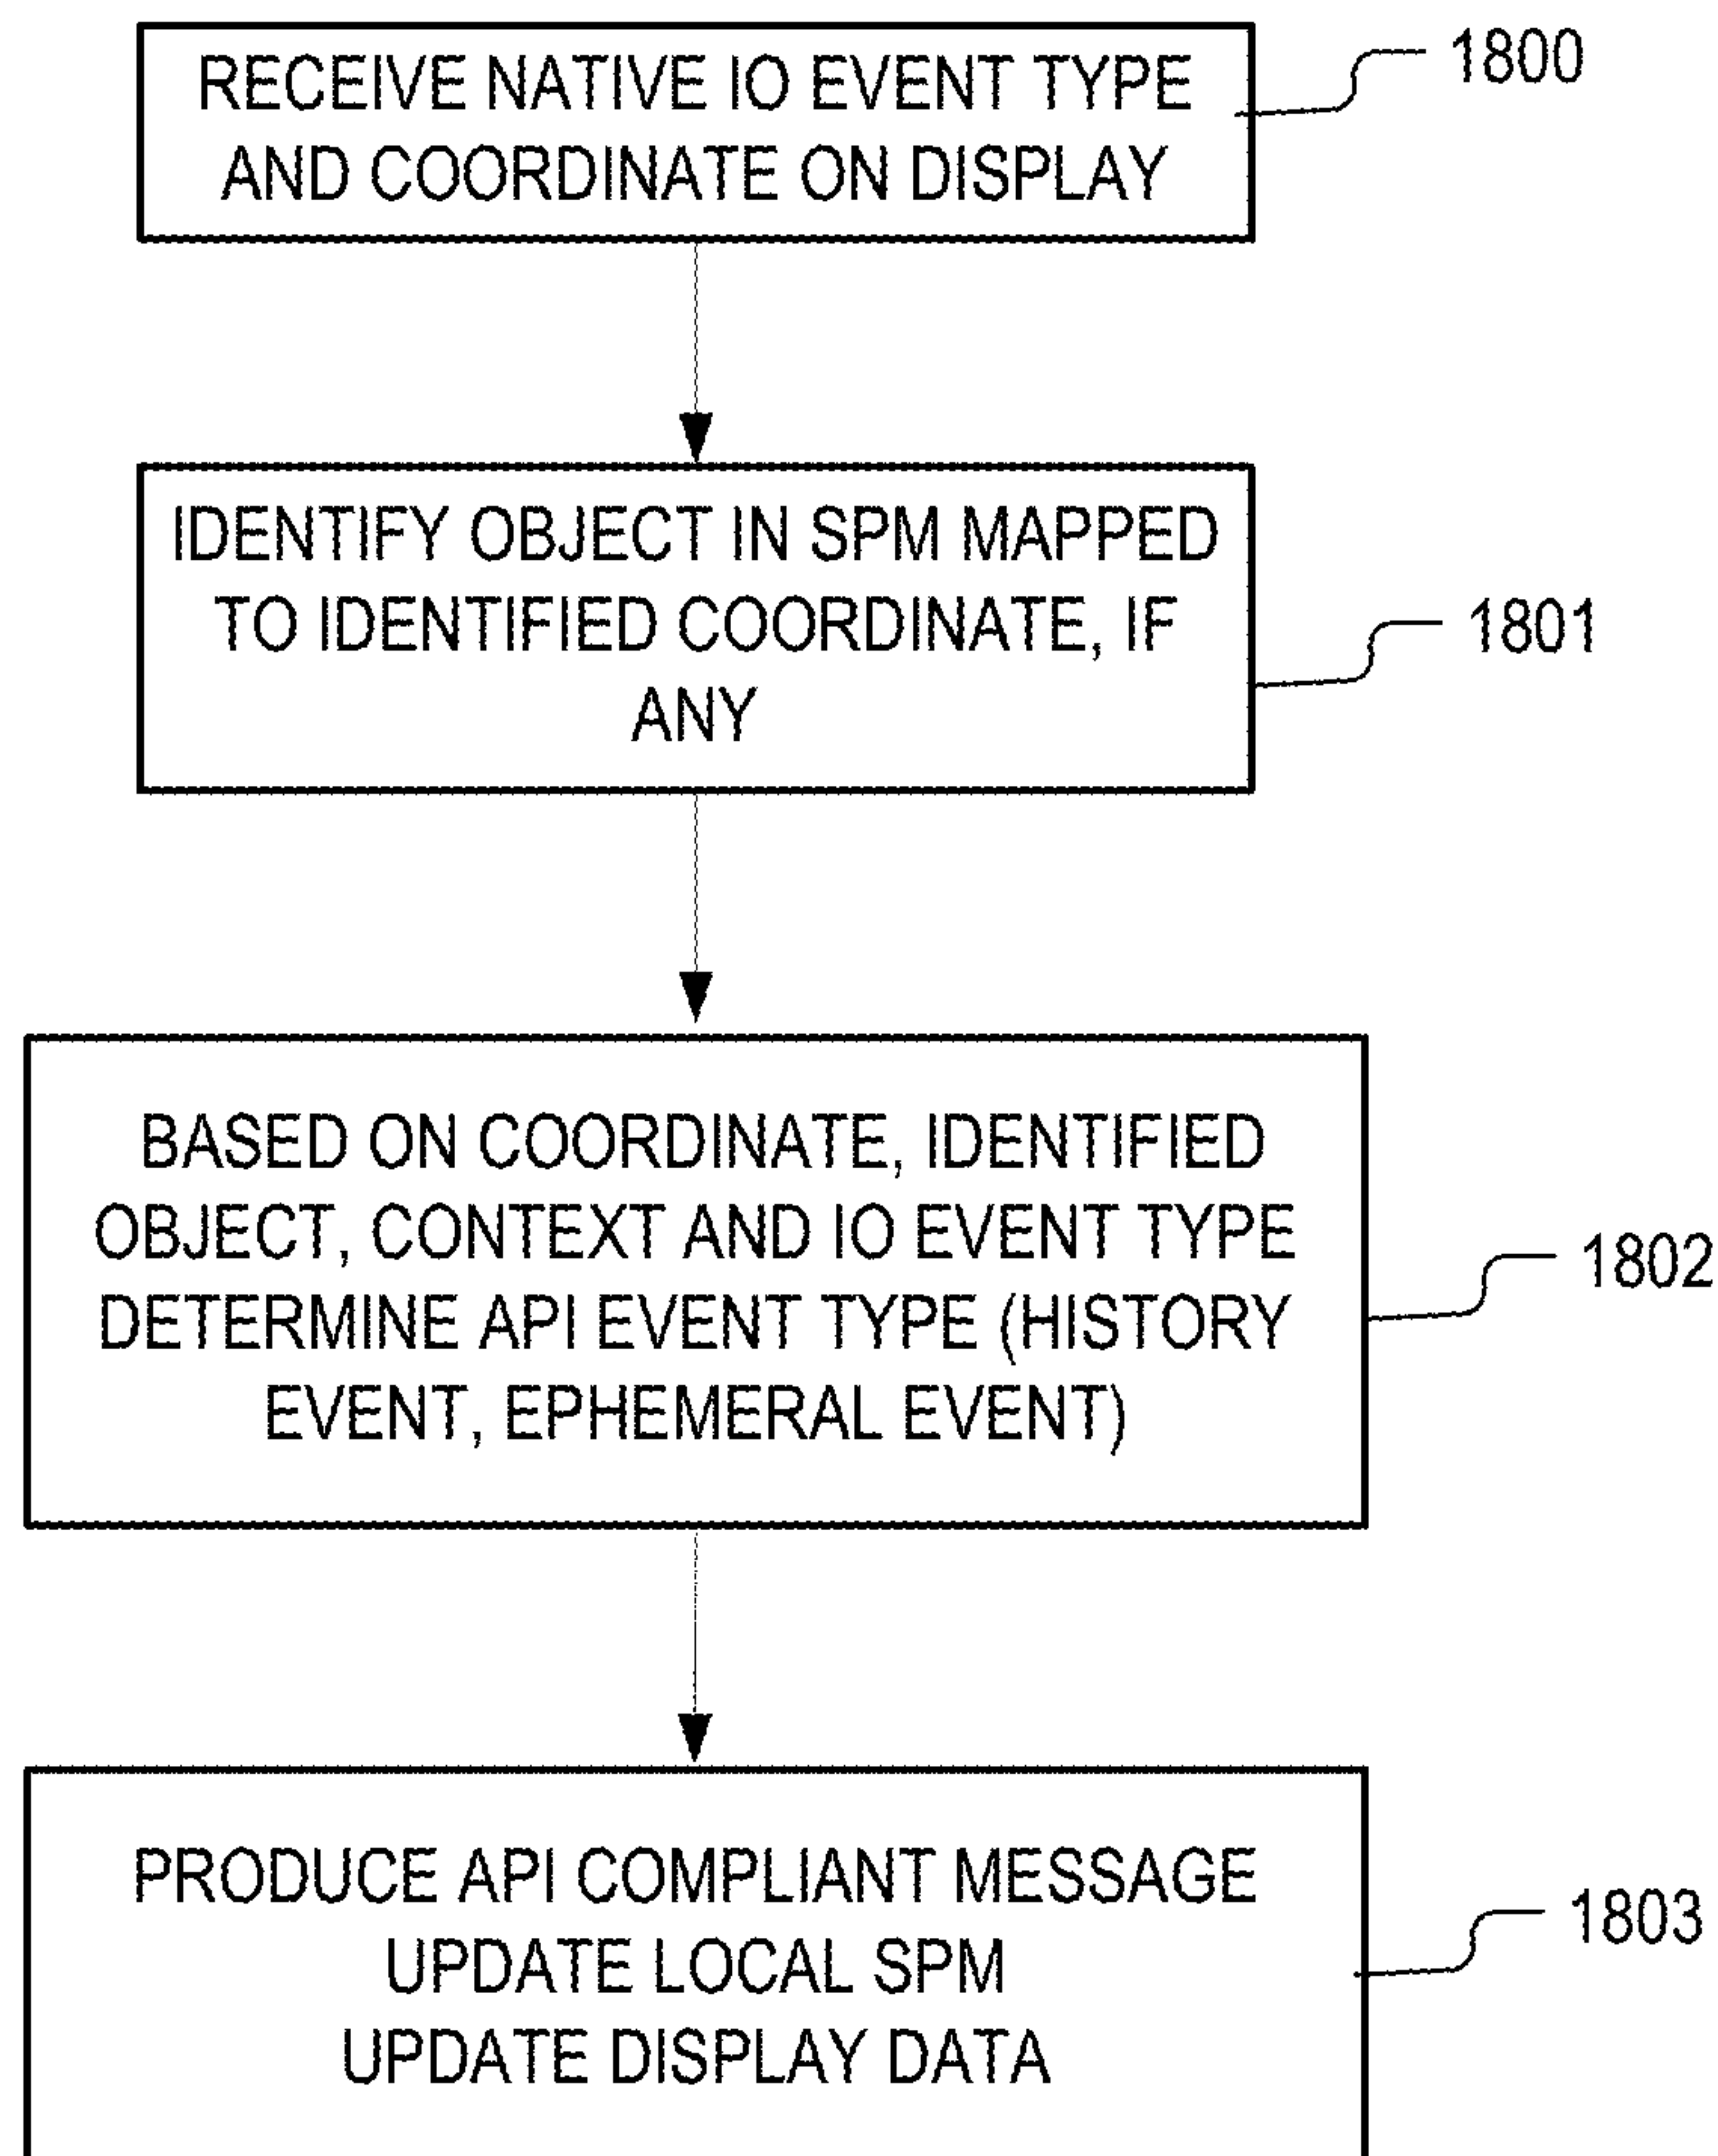 RECEIVE NATIVE IO EVENT TYPE
AND COORDINATE ON DISPLAY
1800
IDENTIFY OBJECT IN SPM MAPPED
TO IDENTIFIED COORDINATE, IF
ANY
1801
BASED ON COORDINATE, IDENTIFIED
OBJECT, CONTEXT AND IO EVENT TYPE
DETERMINE API EVENT TYPE (HISTORY
EVENT, EPHEMERAL EVENT)
1802
PRODUCE API COMPLIANT MESSAGE
UPDATE LOCAL SPM
UPDATE DISPLAY DATA
1803